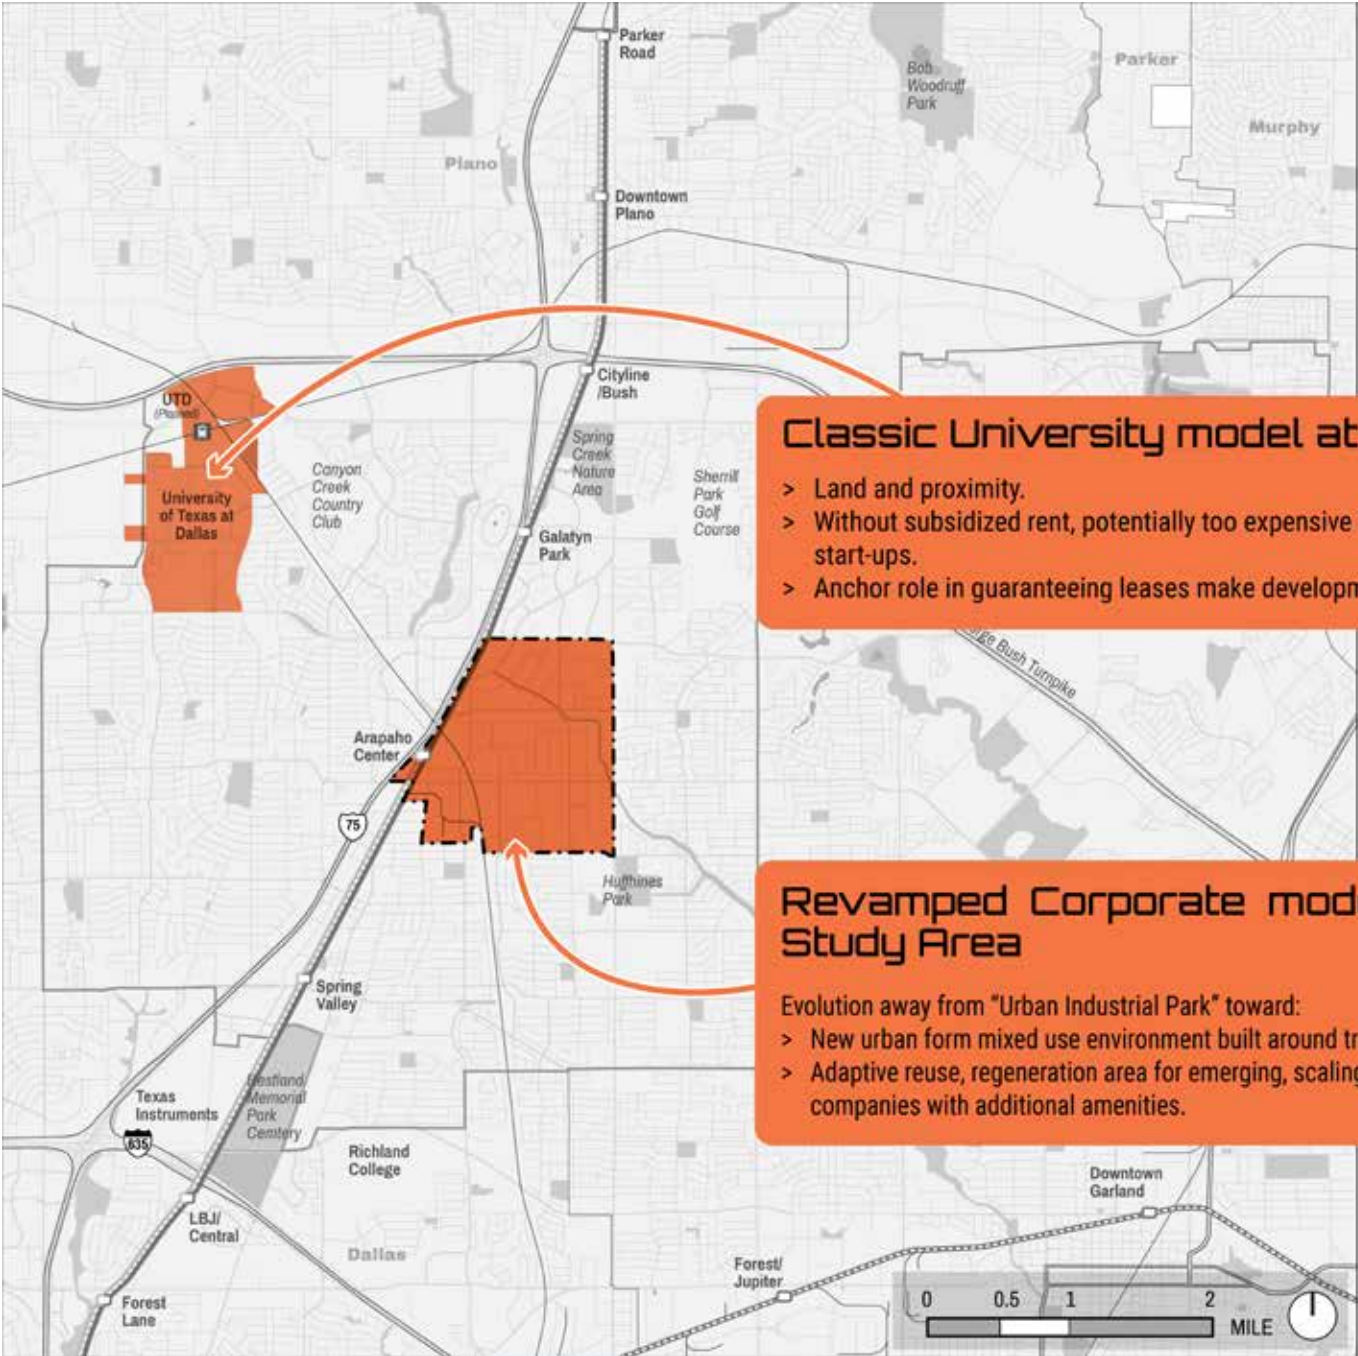 Parker
Road
Bob
Woodruff
Park
Parker
Murphy
Plano
Downtown
Plano
Cityline
/Bush
UTD
(Planned)
University
of Texas at
Dallas
Canyon
Creek
Country
Club
Spring
Creek
Nature
Area
Sherrill
Park
Golf
Course
Galatyn
Park
Classic University model at
> Land and proximity.
> Without subsidized rent, potentially too expensive
start-ups.
> Anchor role in guaranteeing leases make developm
rge Bush Turnpike
Arapaho
Center
75
Huffhines
Park
Revamped Corporate mod
Study Area
Evolution away from “Urban Industrial Park” toward:
> New urban form mixed use environment built around tr
> Adaptive reuse, regeneration area for emerging, scaling
companies with additional amenities.
Spring
Valley
Texas
Instruments
635
Restland
Memorial
Park
Cemtery
Richland
College
LBJ/
Central
Dallas
Forest
Lane
Downtown
Garland
Forest/
Jupiter
0 0.5 1 2
MILE